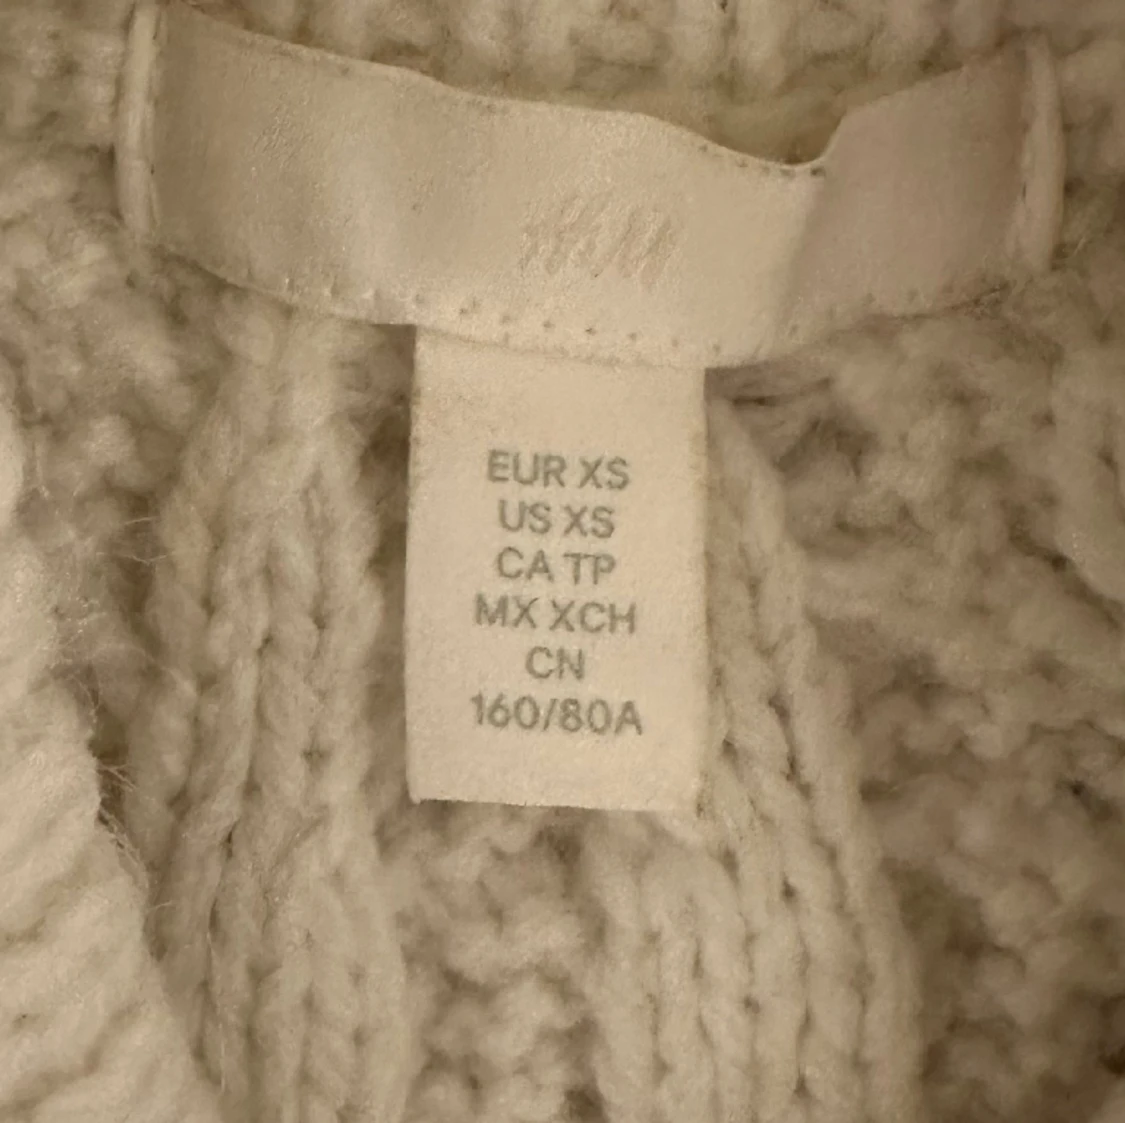 H&M
EUR XS
US XS
CA TP
MX XCH
CN
160/80A